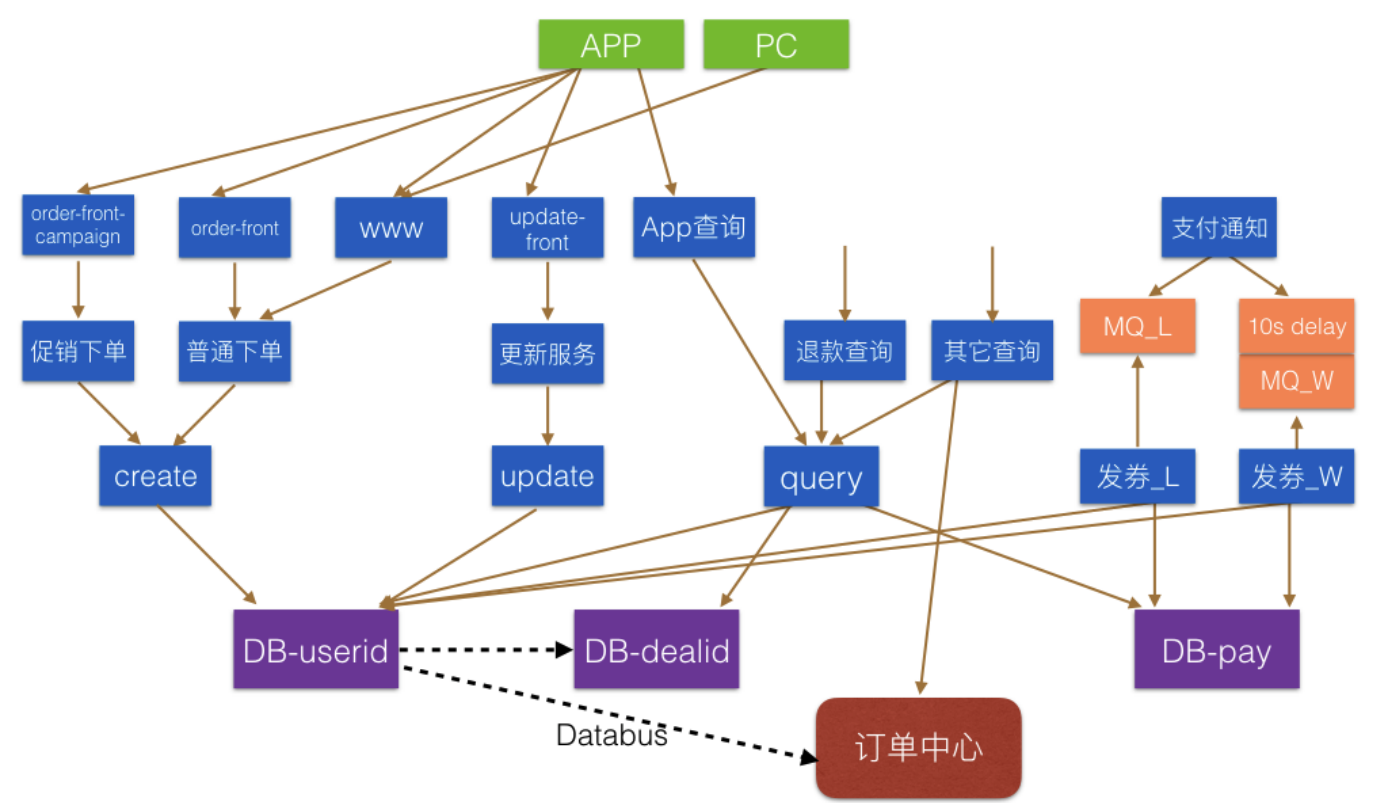 APP
PC
order-front-
campaign
order-front
www
update-
front
App查询
支付通知
促销下单
普通下单
更新服务
退款查询
其它查询
MQ_L
10s delay
MQ_W
create
update
query
发券_L
发券_W
DB-userid
DB-dealid
DB-pay
Databus
订单中心